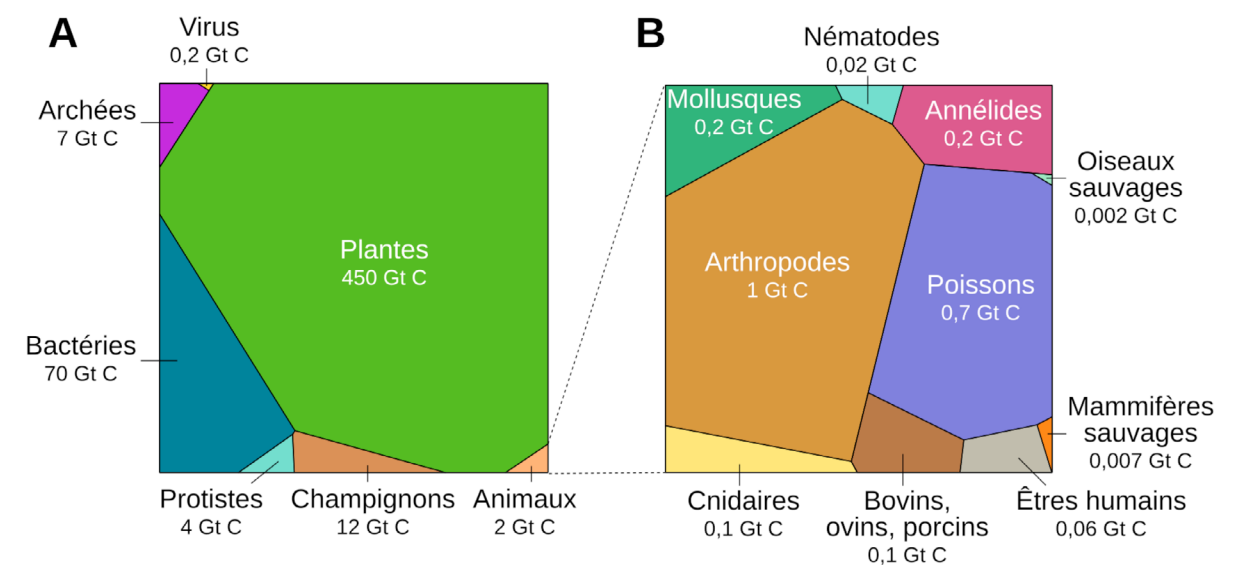 A
Virus
0,2 Gt C
Archées
7 Gt C
Plantes
450 Gt C
Bactéries
70 Gt C
Protistes
4 Gt C
Champignons
12 Gt C
Animaux
2 Gt C
B
Nématodes
0,02 Gt C
Mollusques
0,2 Gt C
Annélides
0,2 Gt C
Oiseaux
sauvages
0,002 Gt C
Arthropodes
1 Gt C
Poissons
0,7 Gt C
Mammifères
sauvages
0,007 Gt C
Cnidaires
0,1 Gt C
Bovins,
ovins, porcins
0,1 Gt C
Êtres humains
0,06 Gt C